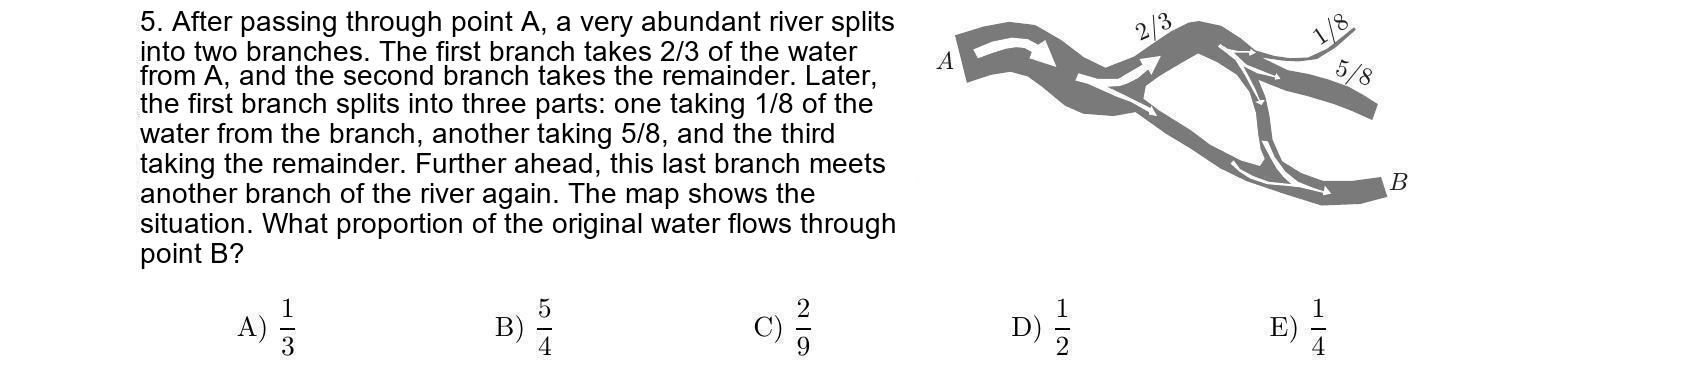 5. After passing through point A, a very abundant river splits
into two branches. The first branch takes 2/3 of the water
from A, and the second branch takes the remainder. Later,
the first branch splits into three parts: one taking 1/8 of the
water from the branch, another taking 5/8, and the third
taking the remainder. Further ahead, this last branch meets
another branch of the river again. The map shows the
situation. What proportion of the original water flows through
point B?
A
2/3
1/8
5/8
B
A) 1/3 B) 5/4 C) 2/9 D) 1/2 E) 1/4